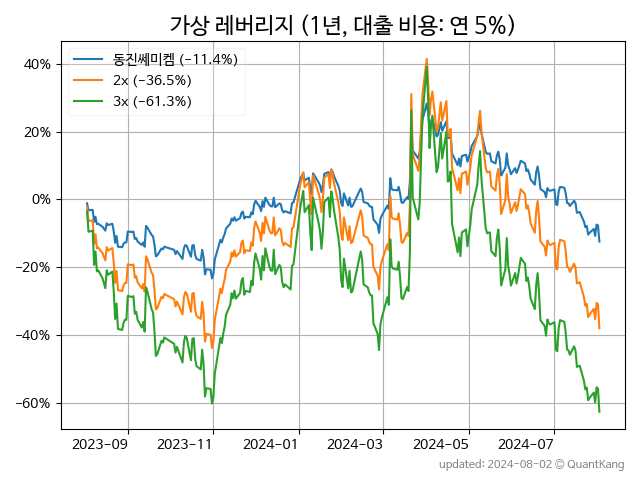 가상 레버리지 (1년, 대출 비용: 연 5%)
동진쎄미켐 (−11.4%)
2x (−36.5%)
3x (−61.3%)
40%
20%
0%
−20%
−40%
−60%
2023-09
2023-11
2024-01
2024-03
2024-05
2024-07
updated: 2024-08-02 © QuantKang